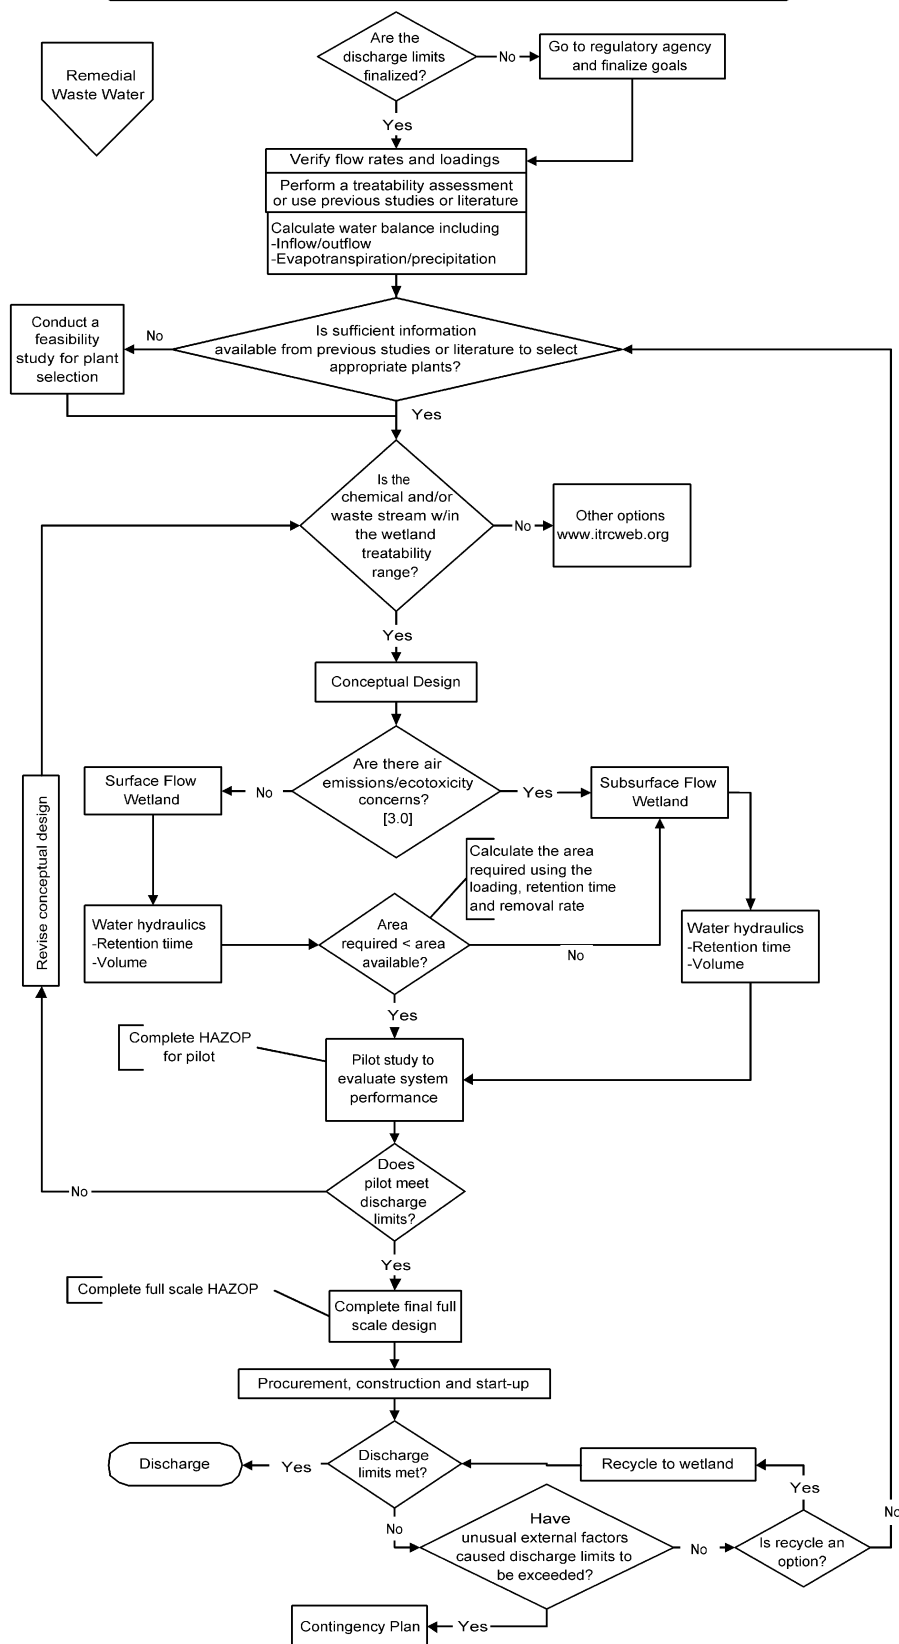 Remedial
Waste Water
Are the
discharge limits
finalized?
No
Go to regulatory agency
and finalize goals
Yes
Verify flow rates and loadings
Perform a treatability assessment
or use previous studies or literature
Calculate water balance including
-Inflow/outflow
-Evapotranspiration/precipitation
Conduct a
feasibility
study for plant
selection
No
Is sufficient information
available from previous studies or literature to select
appropriate plants?
Yes
Is the
chemical and/or
waste stream w/in
the wetland
treatability
range?
No
Other options
www.itrcweb.org
Yes
Conceptual Design
Surface Flow
Wetland
No
Are there air
emissions/ecotoxicity
concerns?
[3.0]
Yes
Subsurface Flow
Wetland
Revise conceptual design
Calculate the area
required using the
loading, retention time
and removal rate
Water hydraulics
-Retention tiime
-Volume
Area
required < area
available?
No
Water hydraulics
-Retention time
-Volume
Yes
Complete HAZOP
for pilot
Pilot study to
evaluate system
performance
No
Does
pilot meet
discharge
limits?
Yes
Complete full scale HAZOP
Complete final full
scale design
Procurement, construction and start-up
Discharge
Yes
Discharge
limits met?
Recycle to wetland
Yes
No
No
Have
unusual external factors
caused discharge limits to
be exceeded?
No
Is recycle an
option?
Contingency Plan
Yes